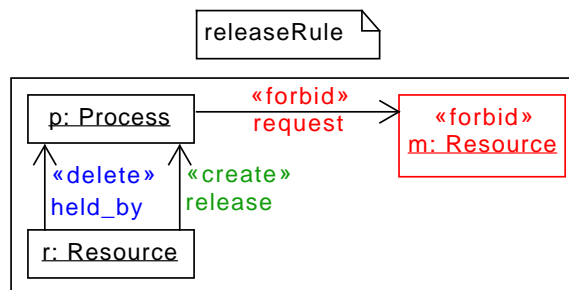 releaseRule
p: Process
«forbid»
request
«forbid»
m: Resource
«delete»
held_by
«create»
release
r: Resource